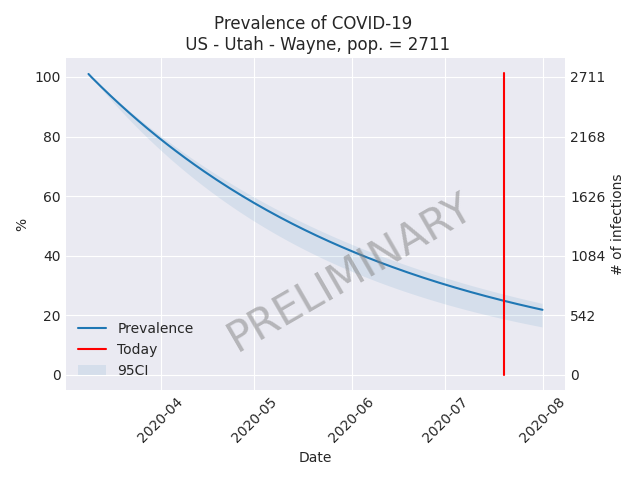 Prevalence of COVID-19
US - Utah - Wayne, pop. = 2711
100
80
60
40
20
0
%
2711
2168
1626
1084
542
0
# of infections
PRELIMINARY
Prevalence
Today
95CI
2020-04
2020-05
2020-06
2020-07
2020-08
Date